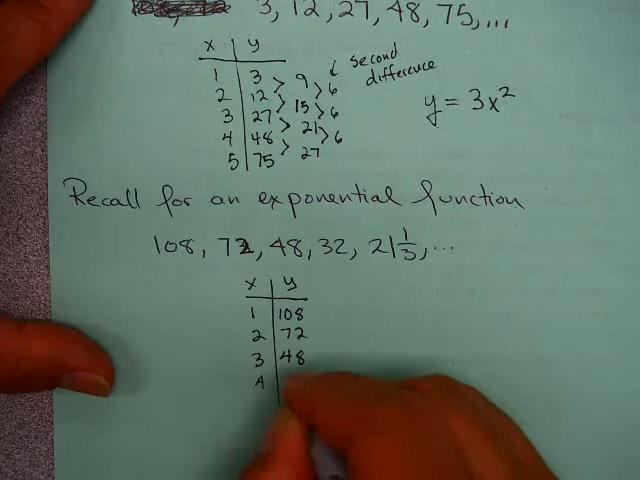 3, 12, 27, 48, 75, ...
x y
1 3
2 12
3 27
4 48
5 75
9
15
21
27
6
6
6
second
difference
y = 3x²
Recall for an exponential function
108, 72, 48, 32, 21 1/3, ...
x y
1 108
2 72
3 48
4